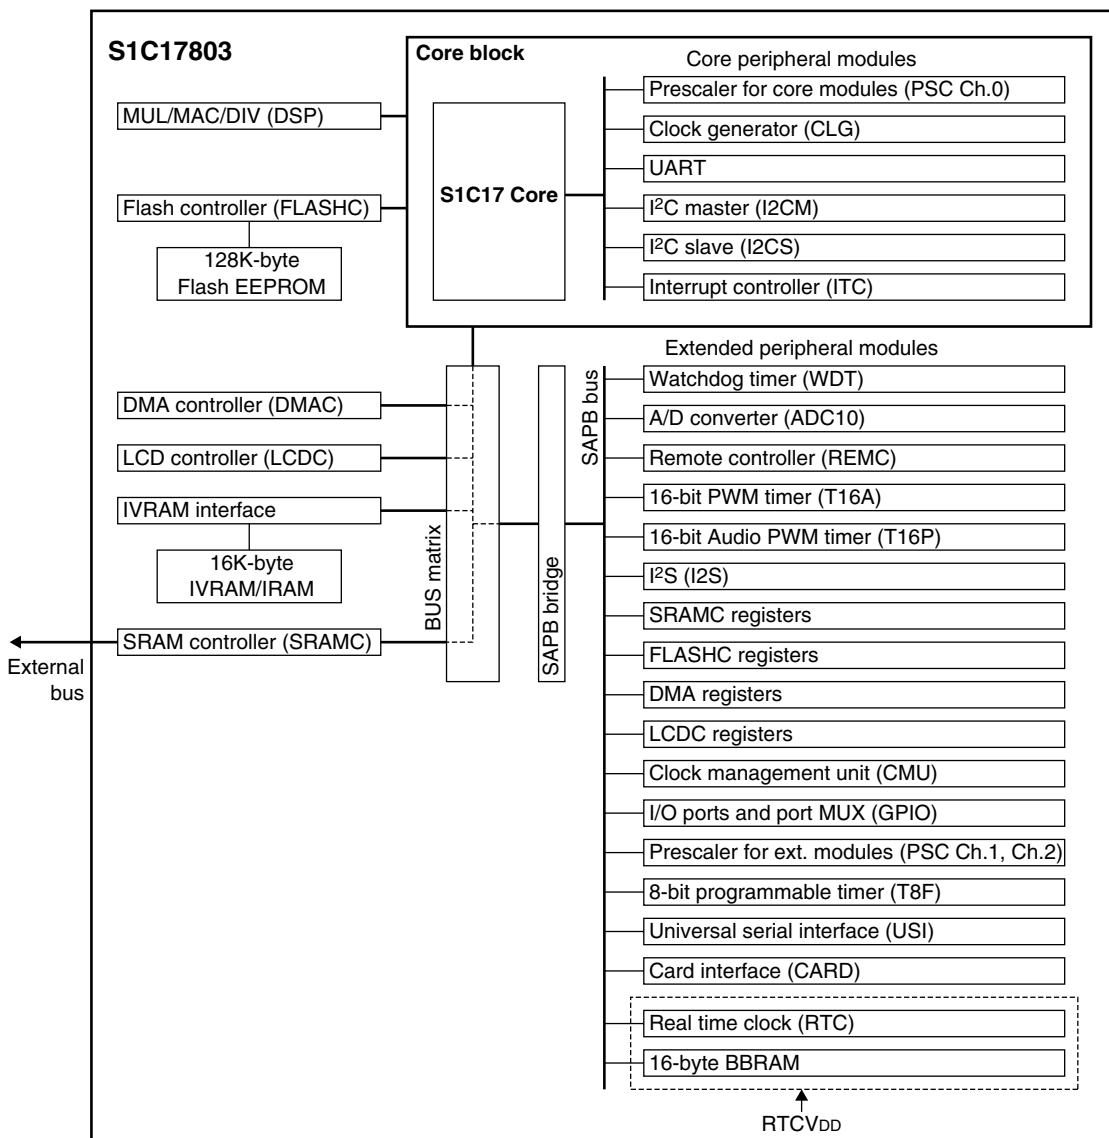 S1C17803
Core block
Core peripheral modules
MUL/MAC/DIV (DSP)
Flash controller (FLASHC)
128K-byte
Flash EEPROM
S1C17 Core
Prescaler for core modules (PSC Ch.0)
Clock generator (CLG)
UART
I²C master (I2CM)
I²C slave (I2CS)
Interrupt controller (ITC)
DMA controller (DMAC)
LCD controller (LCDC)
IVRAM interface
16K-byte
IVRAM/IRAM
SRAM controller (SRAMC)
External
bus
BUS matrix
SAPB bridge
SAPB bus
Extended peripheral modules
Watchdog timer (WDT)
A/D converter (ADC10)
Remote controller (REMC)
16-bit PWM timer (T16A)
16-bit Audio PWM timer (T16P)
I²S (I2S)
SRAMC registers
FLASHC registers
DMA registers
LCDC registers
Clock management unit (CMU)
I/O ports and port MUX (GPIO)
Prescaler for ext. modules (PSC Ch.1, Ch.2)
8-bit programmable timer (T8F)
Universal serial interface (USI)
Card interface (CARD)
Real time clock (RTC)
16-byte BBRAM
RTCVDD